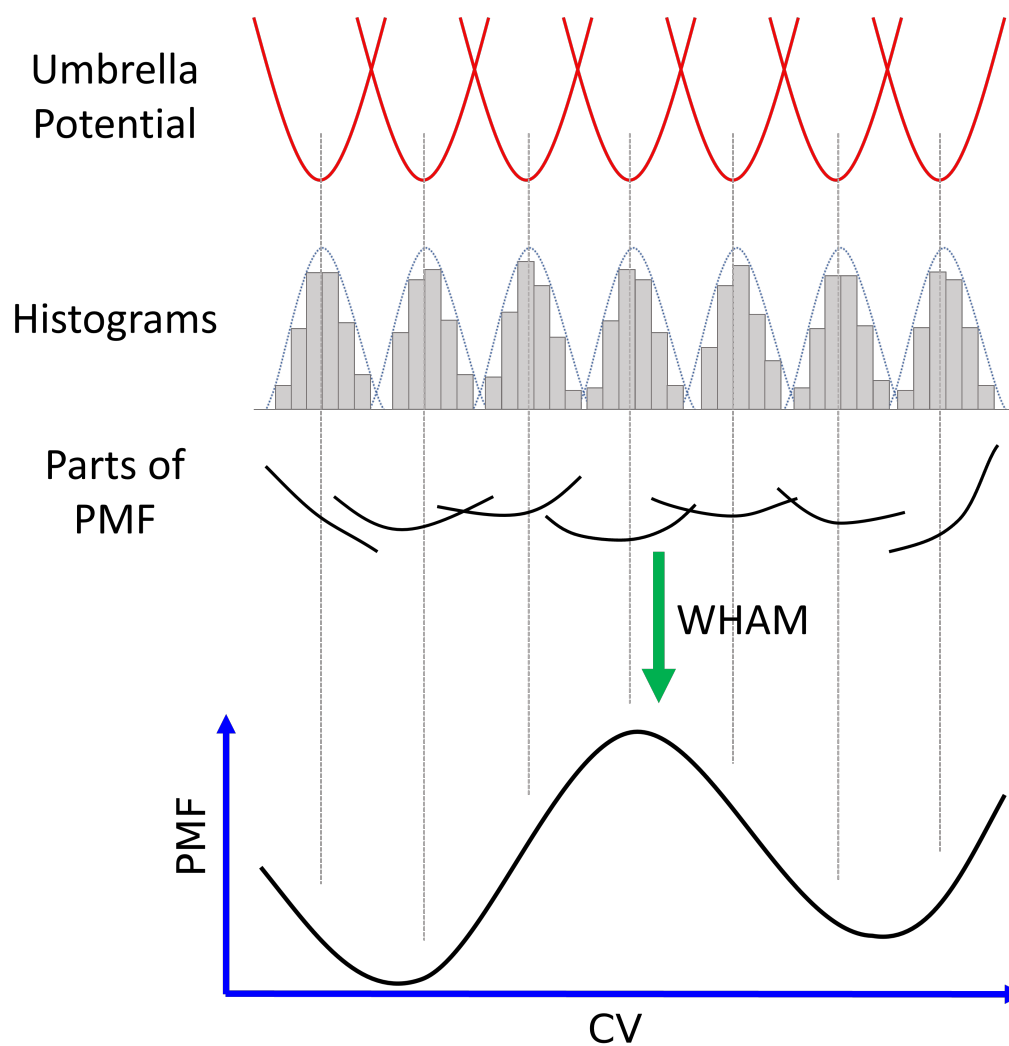 Umbrella
Potential
Histograms
Parts of
PMF
WHAM
PMF
CV